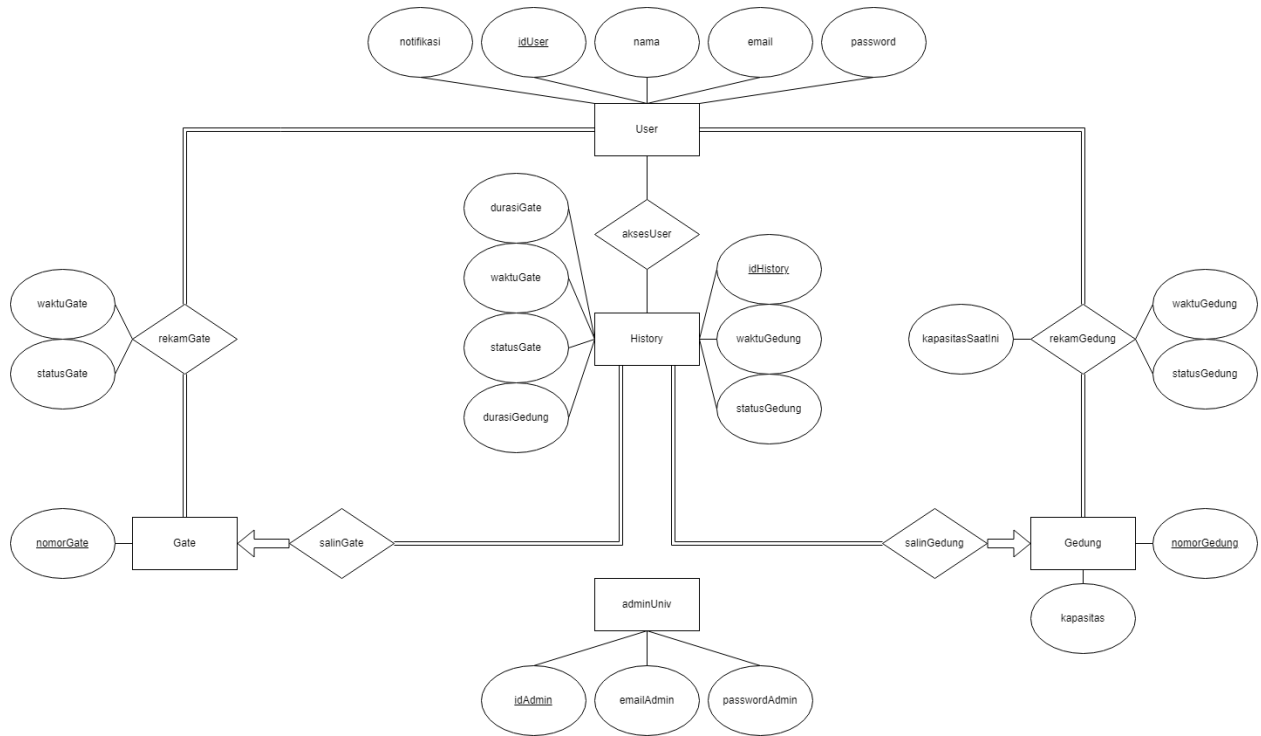 notifikasi
idUser
nama
email
password
User
durasiGate
aksesUser
waktuGate
idHistory
waktuGate
statusGate
rekamGate
statusGate
History
waktuGedung
kapasitasSaatIni
rekamGedung
waktuGedung
statusGedung
durasiGedung
statusGedung
nomorGate
Gate
salinGate
salinGedung
Gedung
nomorGedung
adminUniv
kapasitas
idAdmin
emailAdmin
passwordAdmin